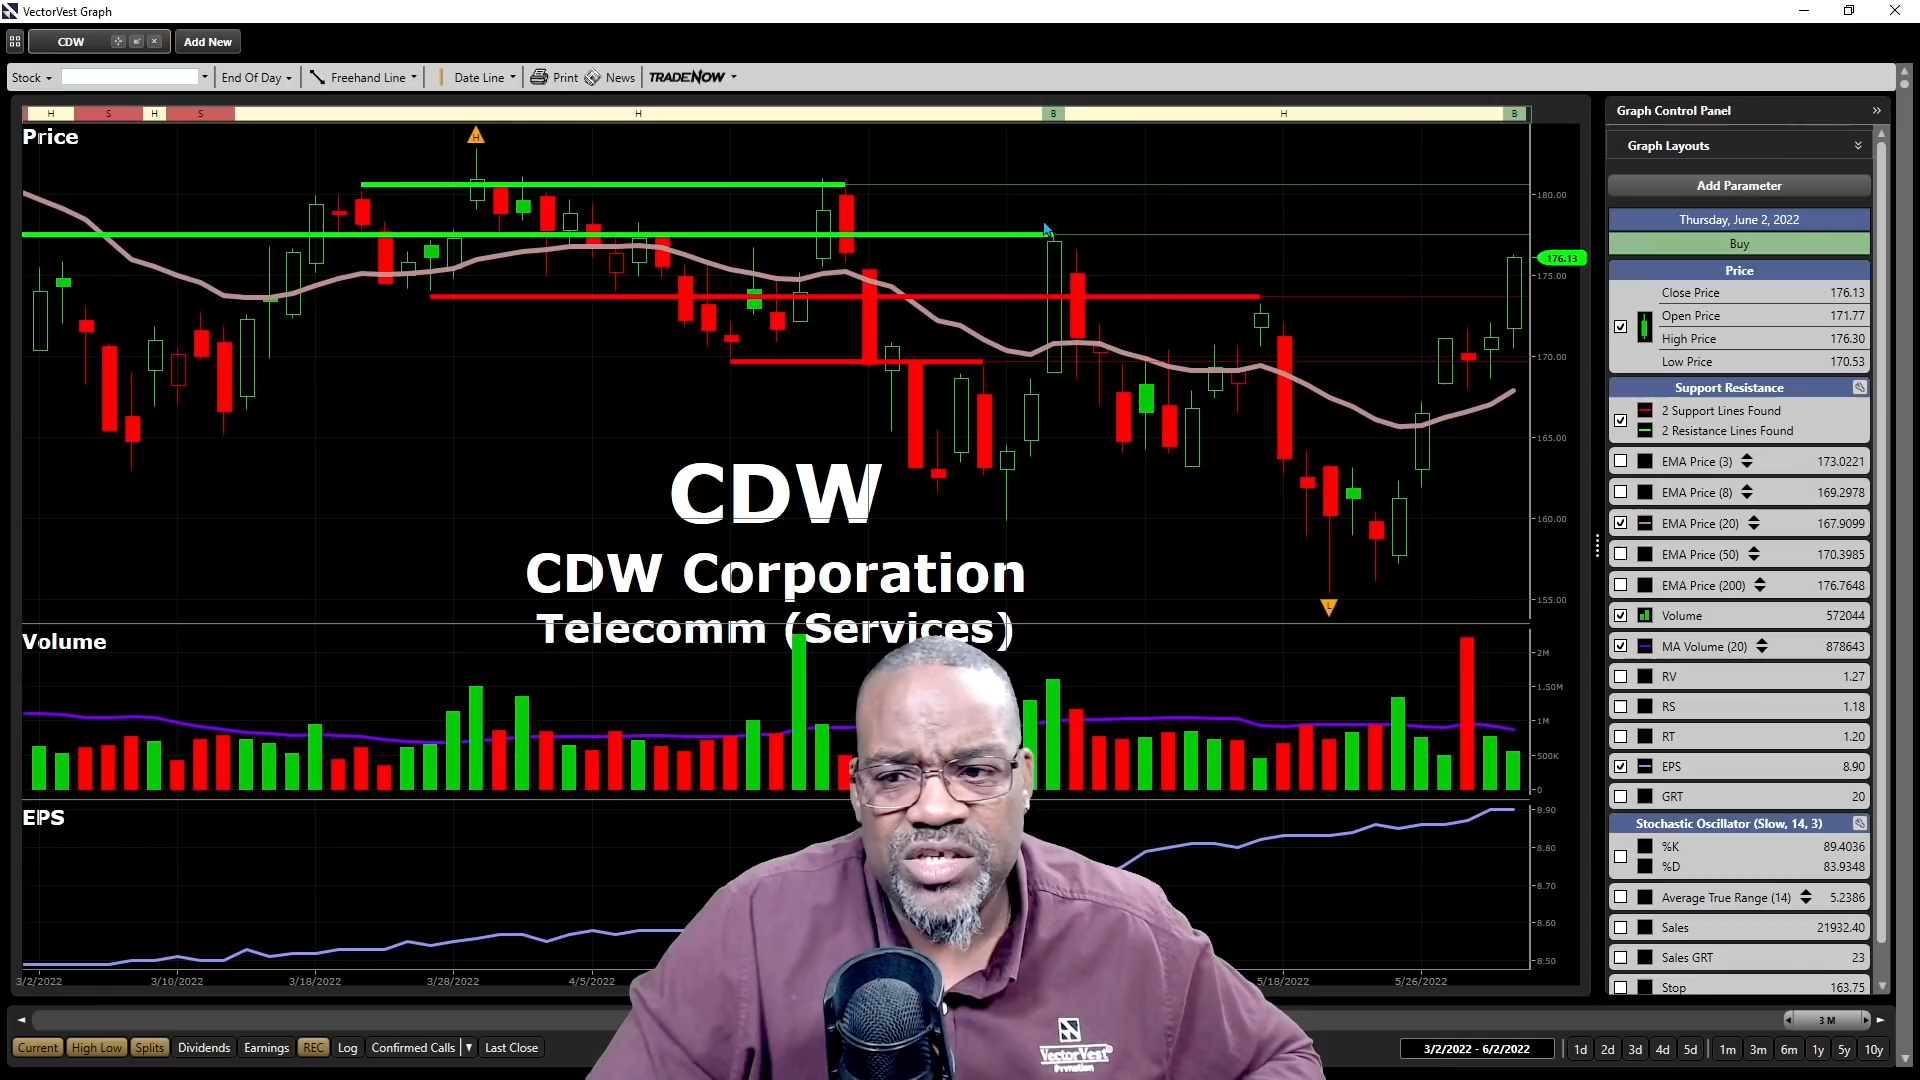 VectorVest Graph
CDW
Add New
Stock
End Of Day
Freehand Line
Date Line
Print
News
TRADENOW
H S H S H B H B
Price
180.00
176.13
175.00
170.00
165.00
160.00
155.00
H
L
CDW
CDW Corporation
Telecomm (Services)
Volume
2M
1.50M
1M
500K
0
EPS
8.90
8.80
8.70
8.60
8.50
3/2/2022 3/10/2022 3/18/2022 3/28/2022 4/5/2022 5/18/2022 5/26/2022
VectorVest®
Graph Control Panel
Graph Layouts
Add Parameter
Thursday, June 2, 2022
Buy
Price
Close Price 176.13
Open Price 171.77
High Price 176.30
Low Price 170.53
Support Resistance
2 Support Lines Found
2 Resistance Lines Found
EMA Price (3) 173.0221
EMA Price (8) 169.2978
EMA Price (20) 167.9099
EMA Price (50) 170.3985
EMA Price (200) 176.7648
Volume 572044
MA Volume (20) 878643
RV 1.27
RS 1.18
RT 1.20
EPS 8.90
GRT 20
Stochastic Oscillator (Slow, 14, 3)
%K 89.4036
%D 83.9348
Average True Range (14) 5.2386
Sales 21932.40
Sales GRT 23
Stop 163.75
3 M
Current
High Low
Splits
Dividends
Earnings
REC
Log
Confirmed Calls
Last Close
3/2/2022 - 6/2/2022
1d 2d 3d 4d 5d 1m 3m 6m 1y 5y 10y